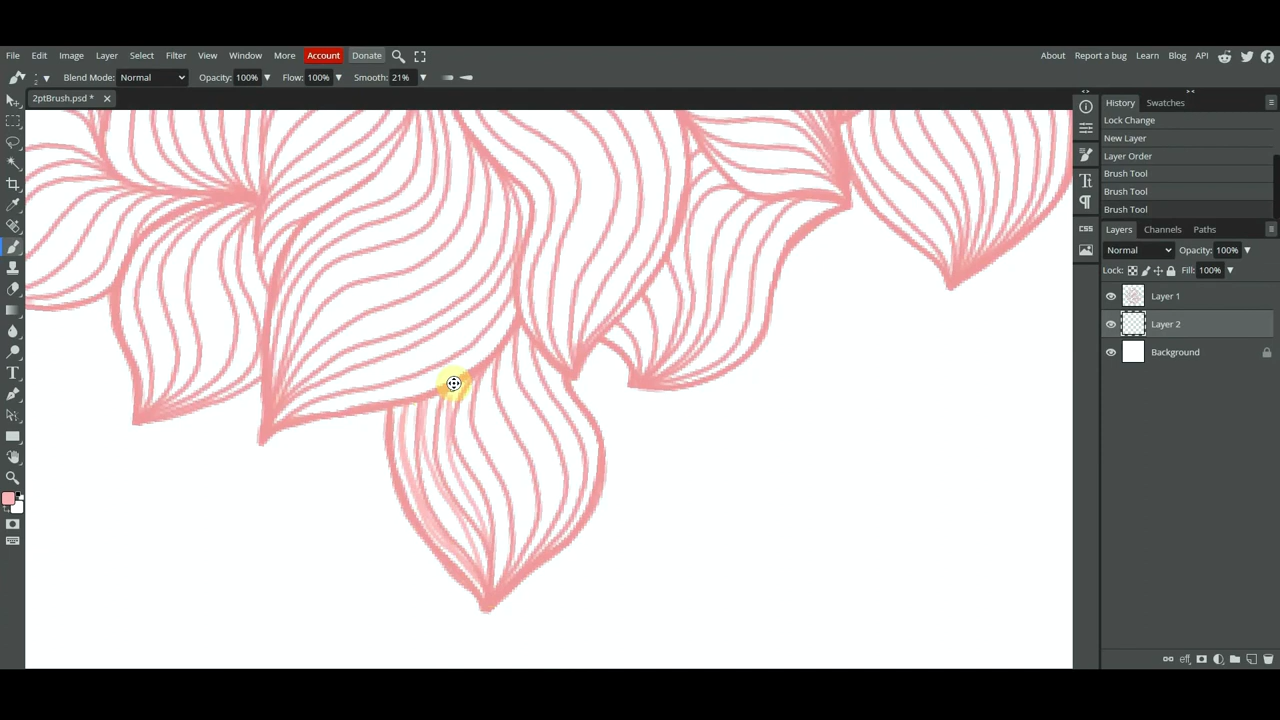 File Edit Image Layer Select Filter View Window More Account Donate About Report a bug Learn Blog API
Blend Mode: Normal Opacity: 100% Flow: 100% Smooth: 21%
2ptBrush.psd *
History Swatches
Lock Change
New Layer
Layer Order
Brush Tool
Brush Tool
Brush Tool
Layers Channels Paths
Normal Opacity: 100%
Lock: Fill: 100%
Layer 1
Layer 2
Background
CSS
eff